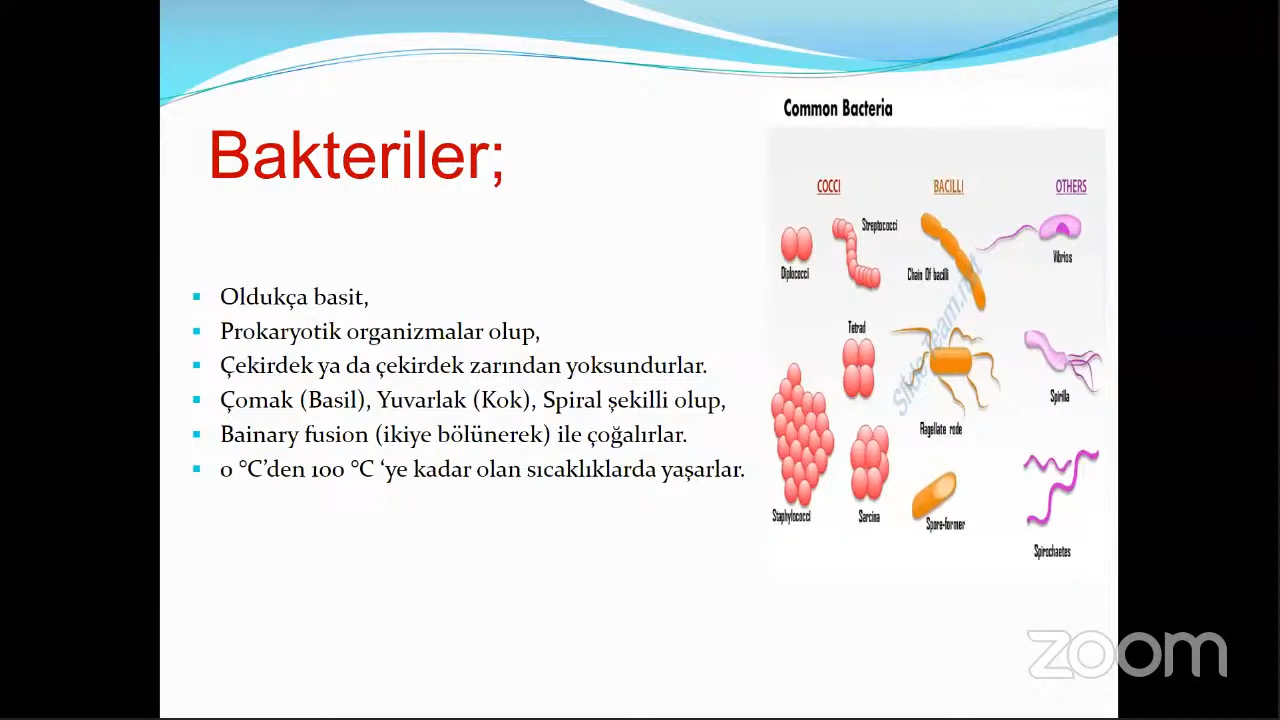 Common Bacteria
Bakteriler;
COCCI
BACILLI
OTHERS
Diplococci
Streptococci
Chain Of bacilli
Vibrios
Tetrad
Flagellate rods
Spirilla
Staphylococci
Sarcina
Spore-former
Spirochaetes
SlideTeam.net
▪ Oldukça basit,
▪ Prokaryotik organizmalar olup,
▪ Çekirdek ya da çekirdek zarından yoksundurlar.
▪ Çomak (Basil), Yuvarlak (Kok), Spiral şekilli olup,
▪ Bainary fusion (ikiye bölünerek) ile çoğalırlar.
▪ 0 °C’den 100 °C ‘ye kadar olan sıcaklıklarda yaşarlar.
zoom